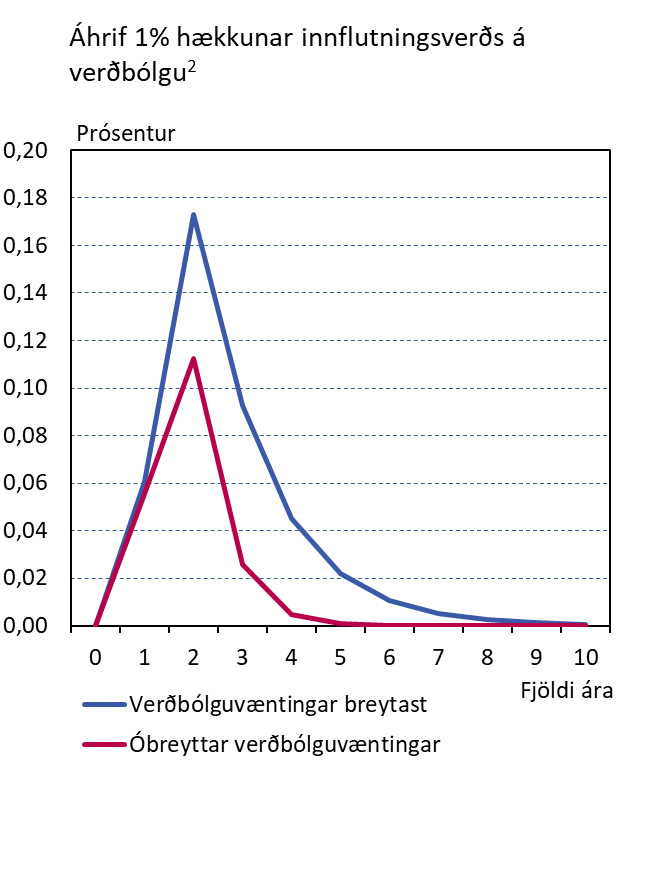 Áhrif 1% hækkunar innflutningsverðs á
verðbólgu²
Prósentur
0,20
0,18
0,16
0,14
0,12
0,10
0,08
0,06
0,04
0,02
0,00
0 1 2 3 4 5 6 7 8 9 10
Fjöldi ára
Verðbólguvæntingar breytast
Óbreyttar verðbólguvæntingar